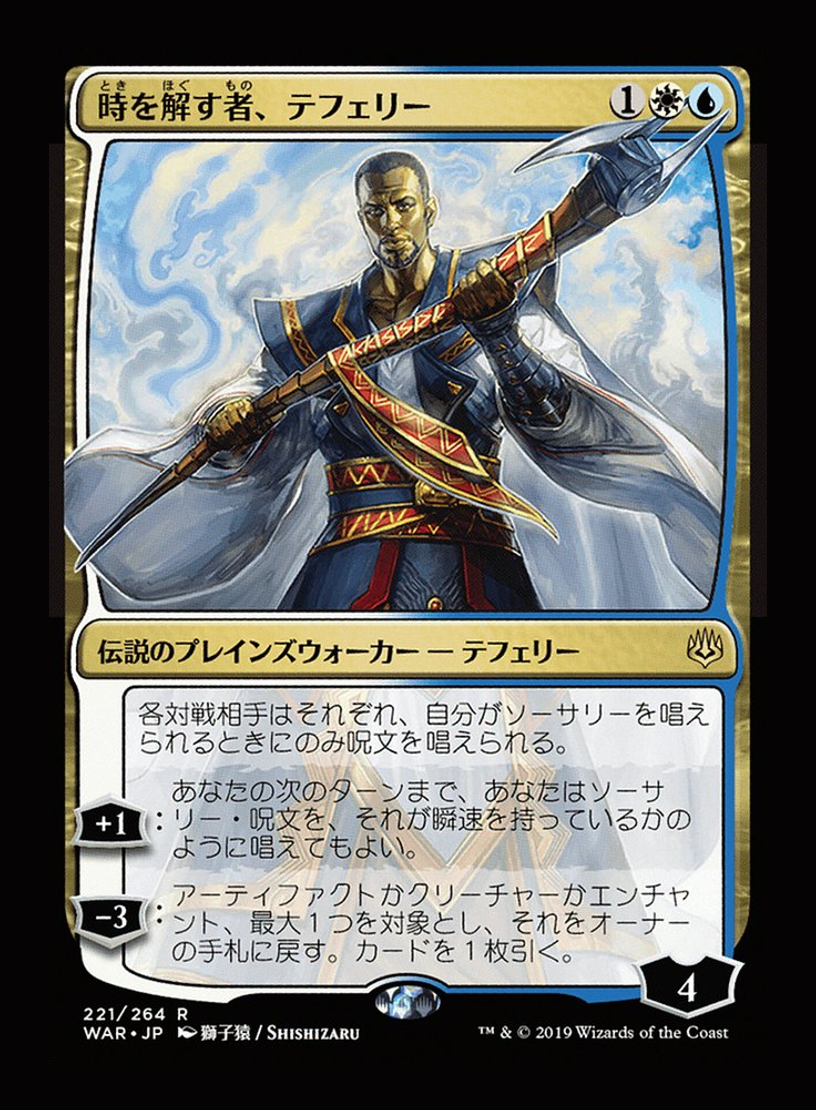 とき ほぐ もの
時を解す者、テフェリー 1
伝説のプレインズウォーカー — テフェリー
各対戦相手はそれぞれ、自分がソーサリーを唱え
られるときにのみ呪文を唱えられる。
+1 : あなたの次のターンまで、あなたはソーサ
リー・呪文を、それが瞬速を持っているかの
ように唱えてもよい。
-3 : アーティファクトかクリーチャーかエンチャ
ント、最大1つを対象とし、それをオーナー
の手札に戻す。カードを1枚引く。
4
221/264 R
WAR • JP 獅子猿 / SHISHIZARU
™ & © 2019 Wizards of the Coast